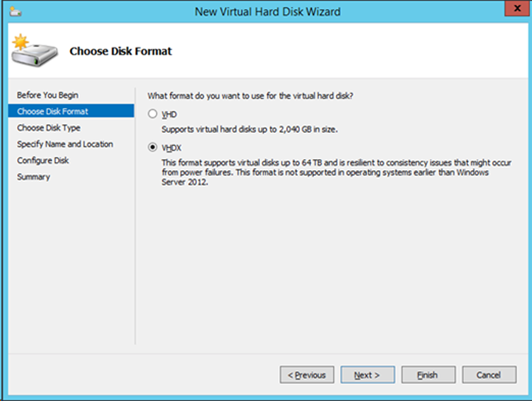 New Virtual Hard Disk Wizard
x
Choose Disk Format
Before You Begin
Choose Disk Format
Choose Disk Type
Specify Name and Location
Configure Disk
Summary
What format do you want to use for the virtual hard disk?
VHD
Supports virtual hard disks up to 2,040 GB in size.
VHDX
This format supports virtual disks up to 64 TB and is resilient to consistency issues that might occur
from power failures. This format is not supported in operating systems earlier than Windows
Server 2012.
< Previous
Next >
Finish
Cancel